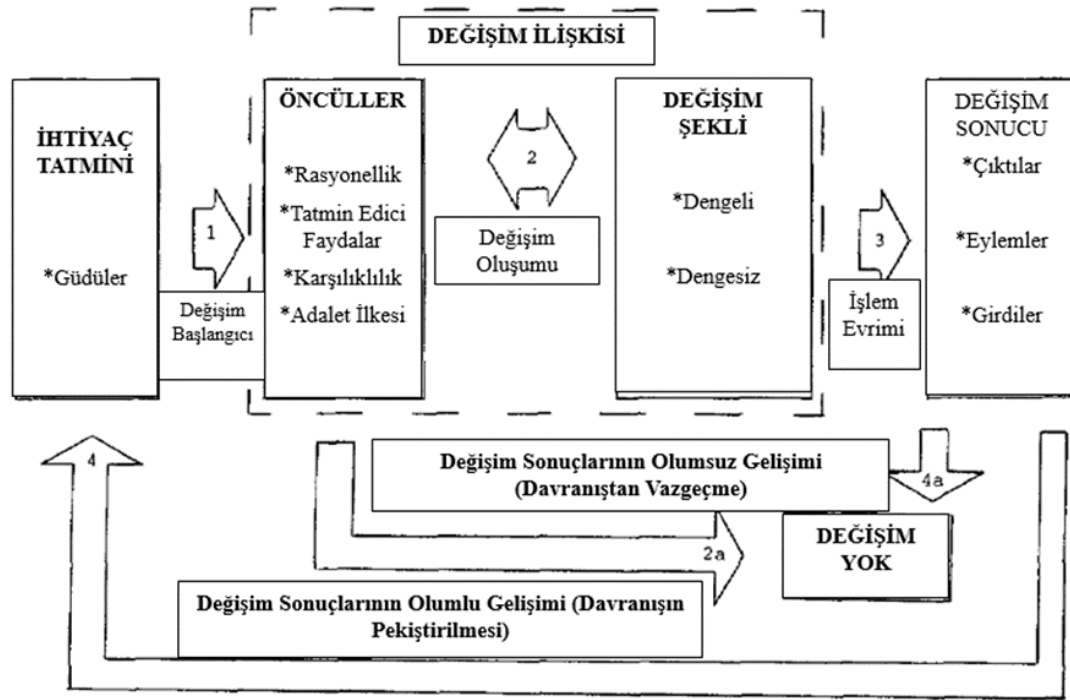 DEĞİŞİM İLİŞKİSİ
İHTİYAÇ
TATMİNİ
*Güdüler
1
Değişim
Başlangıcı
ÖNCÜLLER
*Rasyonellik
*Tatmin Edici
Faydalar
*Karşılıklılık
*Adalet İlkesi
2
Değişim
Oluşumu
DEĞİŞİM
ŞEKLİ
*Dengeli
*Dengesiz
3
İşlem
Evrimi
DEĞİŞİM
SONUCU
*Çıktılar
*Eylemler
*Girdiler
4
Değişim Sonuçlarının Olumsuz Gelişimi
(Davranıştan Vazgeçme)
4a
2a
DEĞİŞİM
YOK
Değişim Sonuçlarının Olumlu Gelişimi (Davranışın
Pekiştirilmesi)